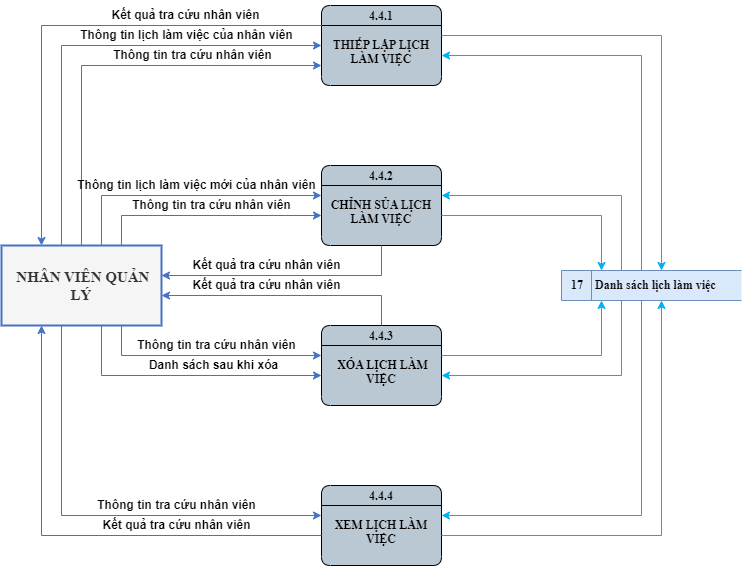 Kết quả tra cứu nhân viên
Thông tin lịch làm việc của nhân viên
Thông tin tra cứu nhân viên
4.4.1
THIẾP LẬP LỊCH
LÀM VIỆC
Thông tin lịch làm việc mới của nhân viên
Thông tin tra cứu nhân viên
4.4.2
CHỈNH SỬA LỊCH
LÀM VIỆC
Kết quả tra cứu nhân viên
Kết quả tra cứu nhân viên
NHÂN VIÊN QUẢN
LÝ
17 Danh sách lịch làm việc
Thông tin tra cứu nhân viên
Danh sách sau khi xóa
4.4.3
XÓA LỊCH LÀM
VIỆC
Thông tin tra cứu nhân viên
Kết quả tra cứu nhân viên
4.4.4
XEM LỊCH LÀM
VIỆC